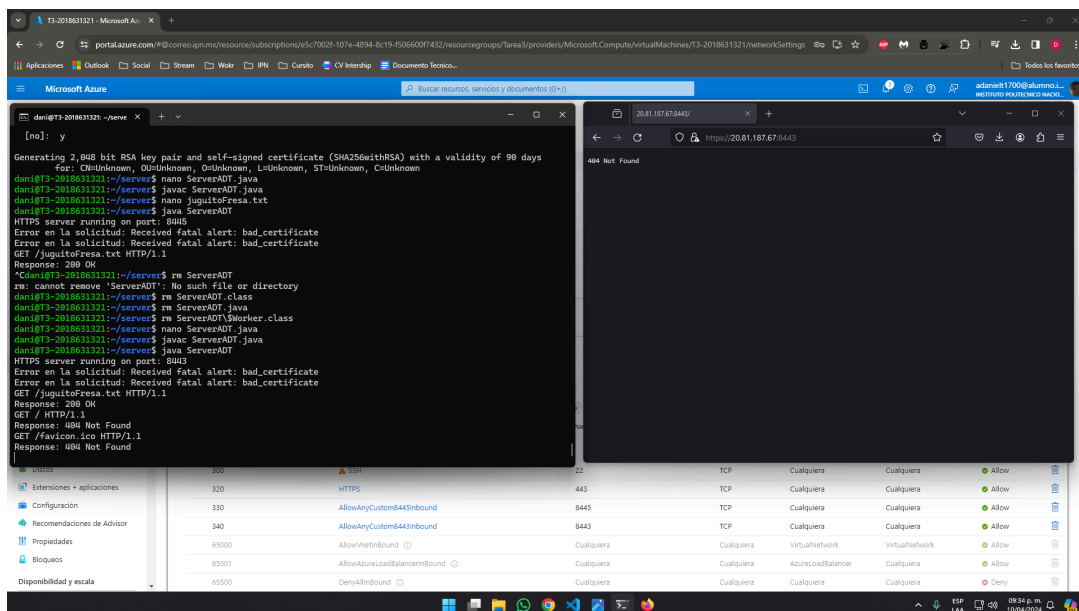 T3-2018631321 - Microsoft Azu
portalazure.com/#@correo.ipn.mx/resource/subscriptions/e5c7002f-107e-4894-8c19-f506600f7432/resourcegroups/Tarea3/providers/Microsoft.Compute/virtualMachines/T3-2018631321/networkSettings
Aplicaciones Outlook Social Stream Wokr IPN Cursito CV Intership Documento Tecnico... Todos los favoritos
Microsoft Azure Buscar recursos, servicios y documentos (G+/) adanielt1700@alumno.i...
INSTITUTO POLITECNICO NACIO...
dani@T3-2018631321: ~/serve
[no]: y
Generating 2,048 bit RSA key pair and self-signed certificate (SHA256withRSA) with a validity of 90 days
for: CN=Unknown, OU=Unknown, O=Unknown, L=Unknown, ST=Unknown, C=Unknown
dani@T3-2018631321:~/server$ nano ServerADT.java
dani@T3-2018631321:~/server$ javac ServerADT.java
dani@T3-2018631321:~/server$ nano juguitoFresa.txt
dani@T3-2018631321:~/server$ java ServerADT
HTTPS server running on port: 8445
Error en la solicitud: Received fatal alert: bad_certificate
Error en la solicitud: Received fatal alert: bad_certificate
GET /juguitoFresa.txt HTTP/1.1
Response: 200 OK
^Cdani@T3-2018631321:~/server$ rm ServerADT
rm: cannot remove 'ServerADT': No such file or directory
dani@T3-2018631321:~/server$ rm ServerADT.class
dani@T3-2018631321:~/server$ rm ServerADT.java
dani@T3-2018631321:~/server$ rm ServerADT\$Worker.class
dani@T3-2018631321:~/server$ nano ServerADT.java
dani@T3-2018631321:~/server$ javac ServerADT.java
dani@T3-2018631321:~/server$ java ServerADT
HTTPS server running on port: 8443
Error en la solicitud: Received fatal alert: bad_certificate
Error en la solicitud: Received fatal alert: bad_certificate
GET /juguitoFresa.txt HTTP/1.1
Response: 200 OK
GET / HTTP/1.1
Response: 404 Not Found
GET /favicon.ico HTTP/1.1
Response: 404 Not Found
20.81.187.67:8443/
https://20.81.187.67:8443
404 Not Found
Discos 300 SSH 22 TCP Cualquiera Cualquiera Allow
Extensiones + aplicaciones 320 HTTPS 443 TCP Cualquiera Cualquiera Allow
Configuración 330 AllowAnyCustom8445Inbound 8445 TCP Cualquiera Cualquiera Allow
Recomendaciones de Advisor 340 AllowAnyCustom8443Inbound 8443 TCP Cualquiera Cualquiera Allow
Propiedades 65000 AllowVnetInBound Cualquiera Cualquiera VirtualNetwork VirtualNetwork Allow
Bloqueos 65001 AllowAzureLoadBalancerInBound Cualquiera Cualquiera AzureLoadBalancer Cualquiera Allow
Disponibilidad y escala 65500 DenyAllInBound Cualquiera Cualquiera Cualquiera Cualquiera Deny
ESP 09:34 p. m.
LAA 10/04/2024